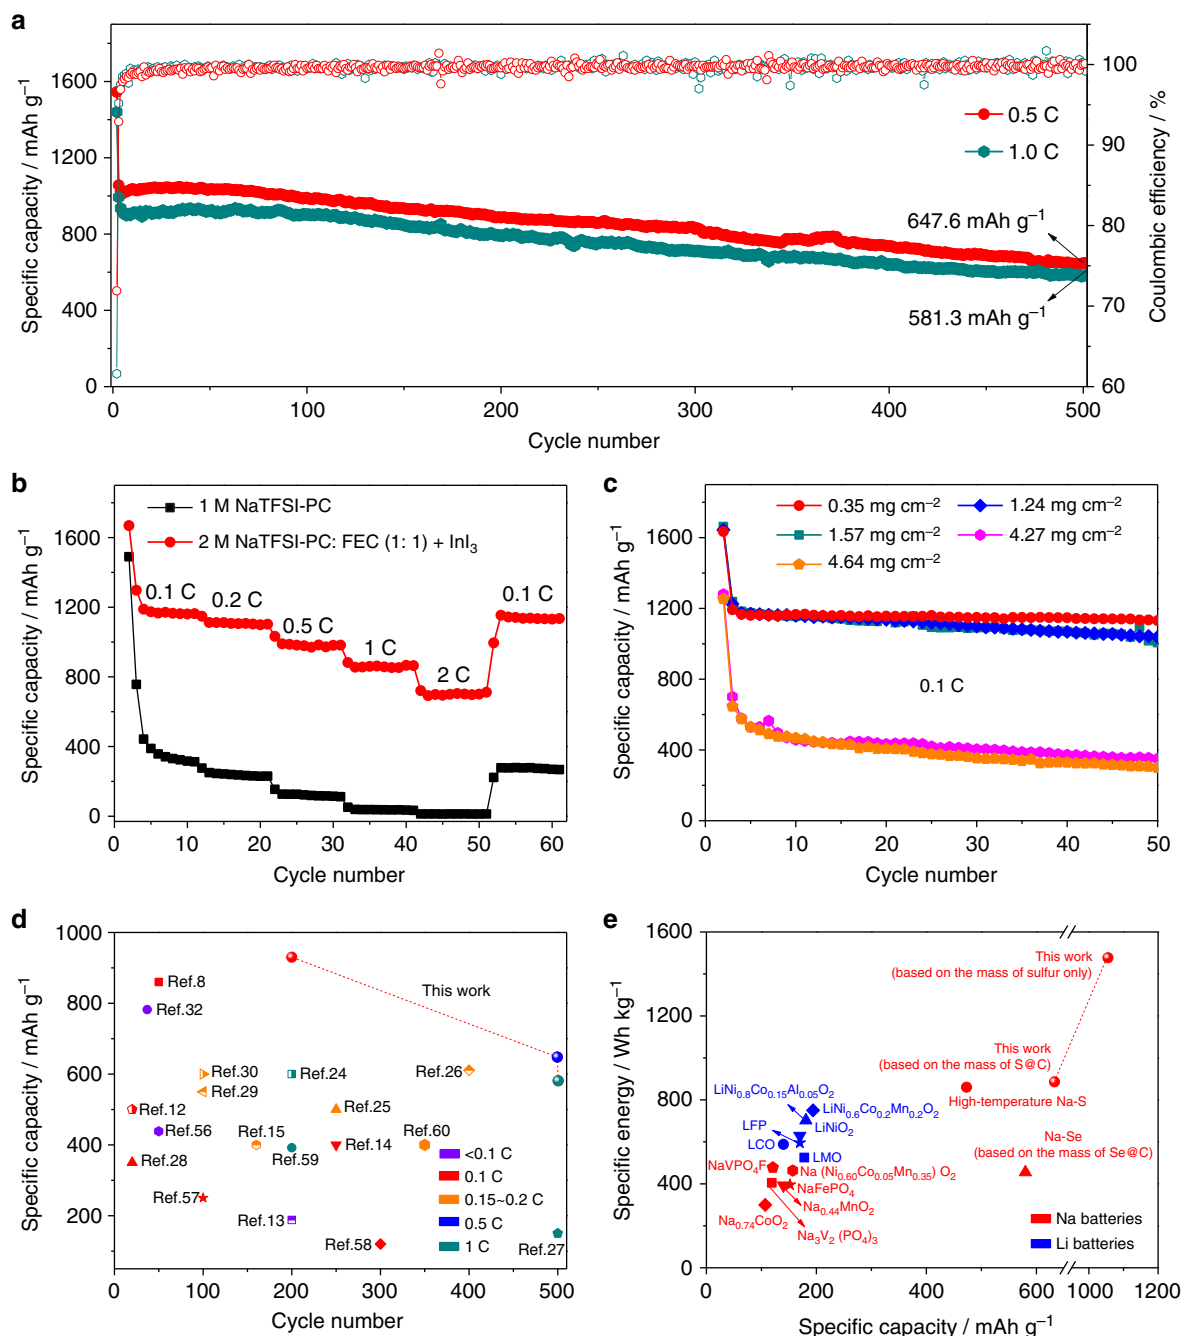 a
1600
1200
800
400
0
Specific capacity / mAh g⁻¹
100
90
80
70
60
Coulombic efficiency / %
0.5 C
1.0 C
647.6 mAh g⁻¹
581.3 mAh g⁻¹
0 100 200 300 400 500
Cycle number
b
1 M NaTFSI-PC
2 M NaTFSI-PC: FEC (1: 1) + InI₃
1600
1200
800
400
0
Specific capacity / mAh g⁻¹
0.1 C
0.2 C
0.5 C
1 C
2 C
0.1 C
0 10 20 30 40 50 60
Cycle number
c
0.35 mg cm⁻²
1.24 mg cm⁻²
1.57 mg cm⁻²
4.27 mg cm⁻²
4.64 mg cm⁻²
1600
1200
800
400
0
Specific capacity / mAh g⁻¹
0.1 C
0 10 20 30 40 50
Cycle number
d
1000
800
600
400
200
Specific capacity / mAh g⁻¹
This work
Ref.8
Ref.32
Ref.30
Ref.29
Ref.24
Ref.26
Ref.12
Ref.25
Ref.56
Ref.15
Ref.59
Ref.14
Ref.60
Ref.28
Ref.57
Ref.13
Ref.58
Ref.27
<0.1 C
0.1 C
0.15~0.2 C
0.5 C
1 C
0 100 200 300 400 500
Cycle number
e
1600
1200
800
400
0
Specific energy / Wh kg⁻¹
This work
(based on the mass of sulfur only)
This work
(based on the mass of S@C)
High-temperature Na-S
LiNi₀.₈Co₀.₁₅Al₀.₀₅O₂
LiNi₀.₆Co₀.₂Mn₀.₂O₂
LFP
LiNiO₂
LCO
LMO
Na-Se
(based on the mass of Se@C)
NaVPO₄F
Na (Ni₀.₆₀Co₀.₀₅Mn₀.₃₅) O₂
NaFePO₄
Na₀.₄₄MnO₂
Na₀.₇₄CoO₂
Na₃V₂ (PO₄)₃
Na batteries
Li batteries
0 200 400 600 1000 1200
Specific capacity / mAh g⁻¹